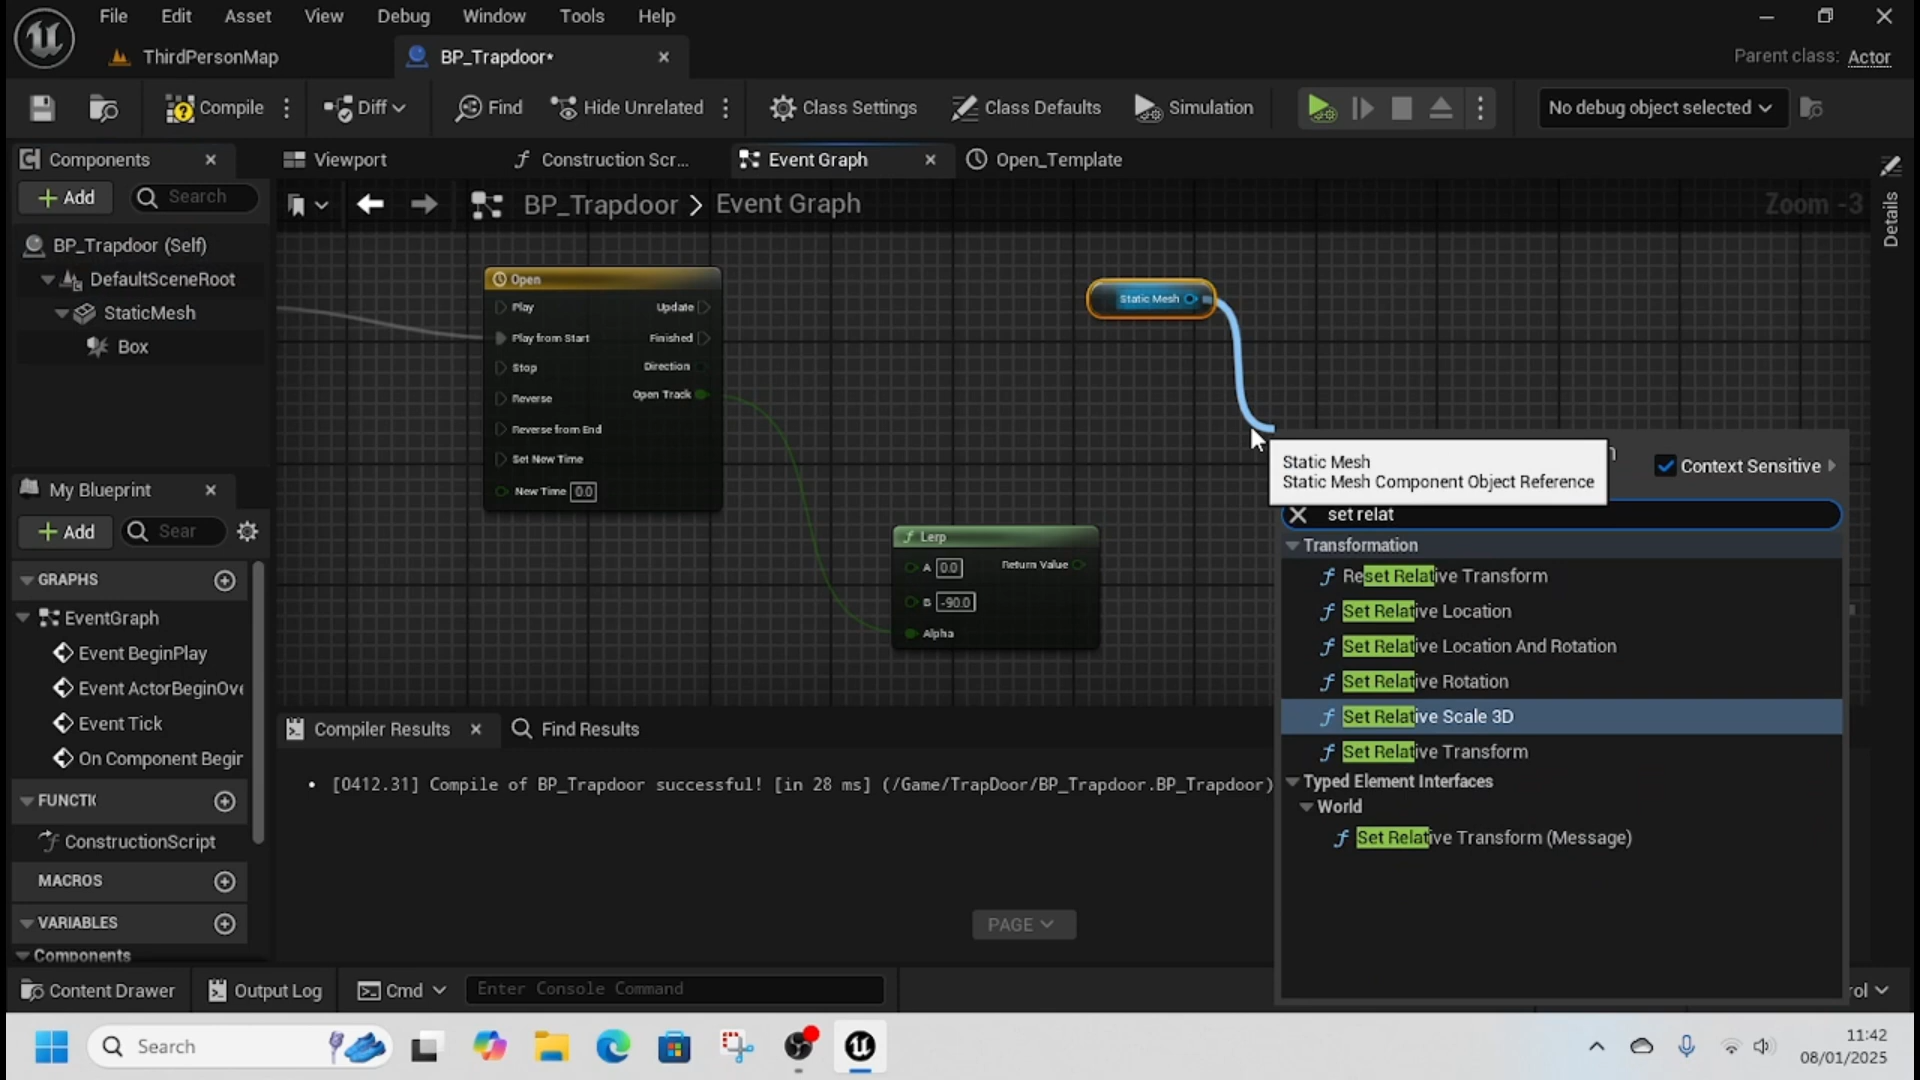 File Edit Asset View Debug Window Tools Help
ThirdPersonMap
BP_Trapdoor*
Parent class: Actor
Compile
Diff
Find
Hide Unrelated
Class Settings
Class Defaults
Simulation
No debug object selected
Components
Viewport
Construction Scr...
Event Graph
Open_Template
Add
Search
BP_Trapdoor > Event Graph
Zoom -3
Details
BP_Trapdoor (Self)
DefaultSceneRoot
StaticMesh
Box
Open
Play
Update
Play from Start
Finished
Stop
Direction
Reverse
Open Track
Reverse from End
Set New Time
New Time 0.0
Static Mesh
Static Mesh
Static Mesh Component Object Reference
Context Sensitive
set relat
Transformation
Reset Relative Transform
Set Relative Location
Set Relative Location And Rotation
Set Relative Rotation
Set Relative Scale 3D
Set Relative Transform
Typed Element Interfaces
World
Set Relative Transform (Message)
Lerp
A 0.0
Return Value
B -90.0
Alpha
My Blueprint
Add
Sear
GRAPHS
EventGraph
Event BeginPlay
Event ActorBeginOve
Event Tick
On Component Begin
FUNCTIO
ConstructionScript
MACROS
VARIABLES
Components
Compiler Results
Find Results
• [0412.31] Compile of BP_Trapdoor successful! [in 28 ms] (/Game/TrapDoor/BP_Trapdoor.BP_Trapdoor)
PAGE
Content Drawer
Output Log
Cmd
Enter Console Command
rol
Search
11:42
08/01/2025